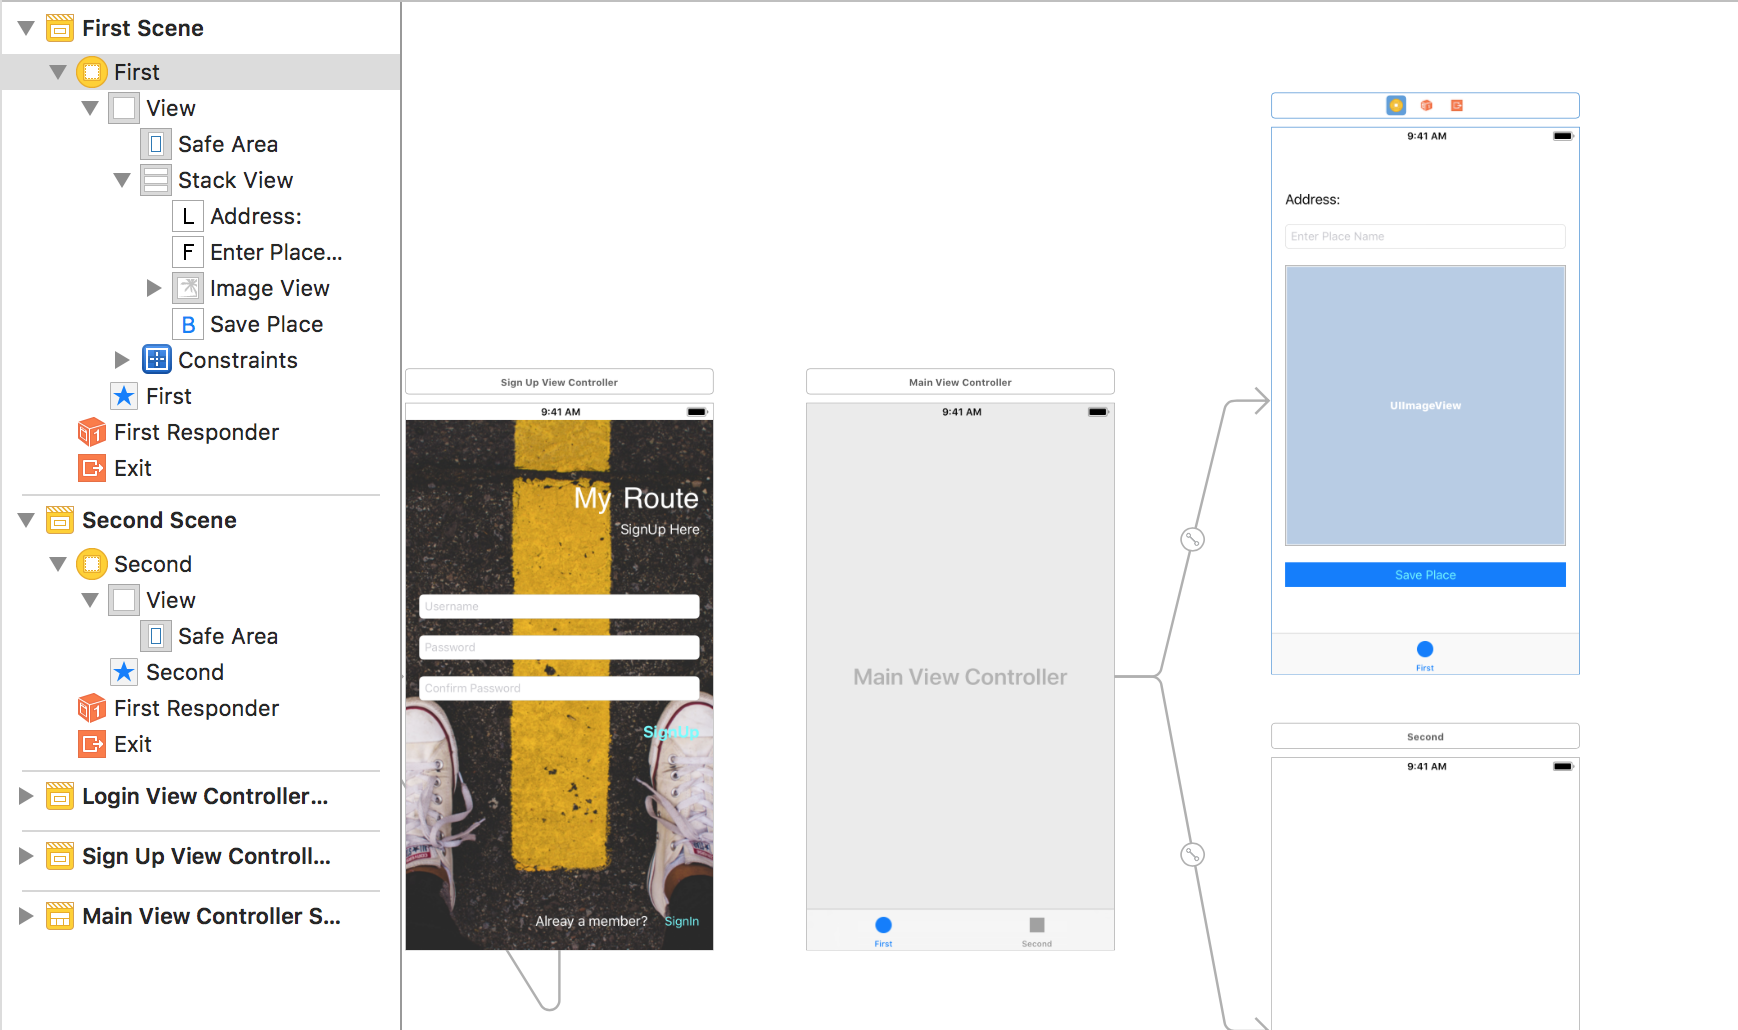 First Scene
First
View
Safe Area
Stack View
L Address:
F Enter Place...
Image View
B Save Place
Constraints
First
First Responder
Exit
Second Scene
Second
View
Safe Area
Second
First Responder
Exit
Login View Controller...
Sign Up View Controll...
Main View Controller S...
Sign Up View Controller
9:41 AM
My Route
SignUp Here
Username
Password
Confirm Password
SignUp
Alreay a member? SignIn
Main View Controller
9:41 AM
Main View Controller
First
Second
9:41 AM
Address:
Enter Place Name
UIImageView
Save Place
First
Second
9:41 AM